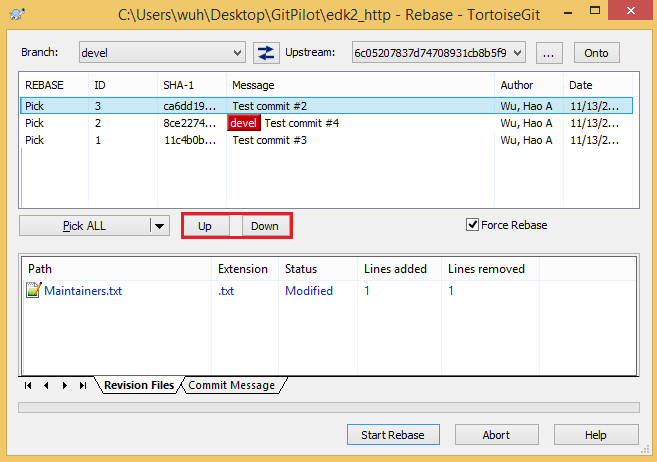 C:\Users\wuh\Desktop\GitPilot\edk2_http - Rebase - TortoiseGit
Branch: devel Upstream: 6c05207837d74708931cb8b5f9 ... Onto
REBASE ID SHA-1 Message Author Date
Pick 3 ca6dd19... Test commit #2 Wu, Hao A 11/13/2...
Pick 2 8ce2274... devel Test commit #4 Wu, Hao A 11/13/2...
Pick 1 11c4b0b... Test commit #3 Wu, Hao A 11/13/2...
Pick ALL Up Down Force Rebase
Path Extension Status Lines added Lines removed
Maintainers.txt .txt Modified 1 1
Revision Files Commit Message
Start Rebase Abort Help